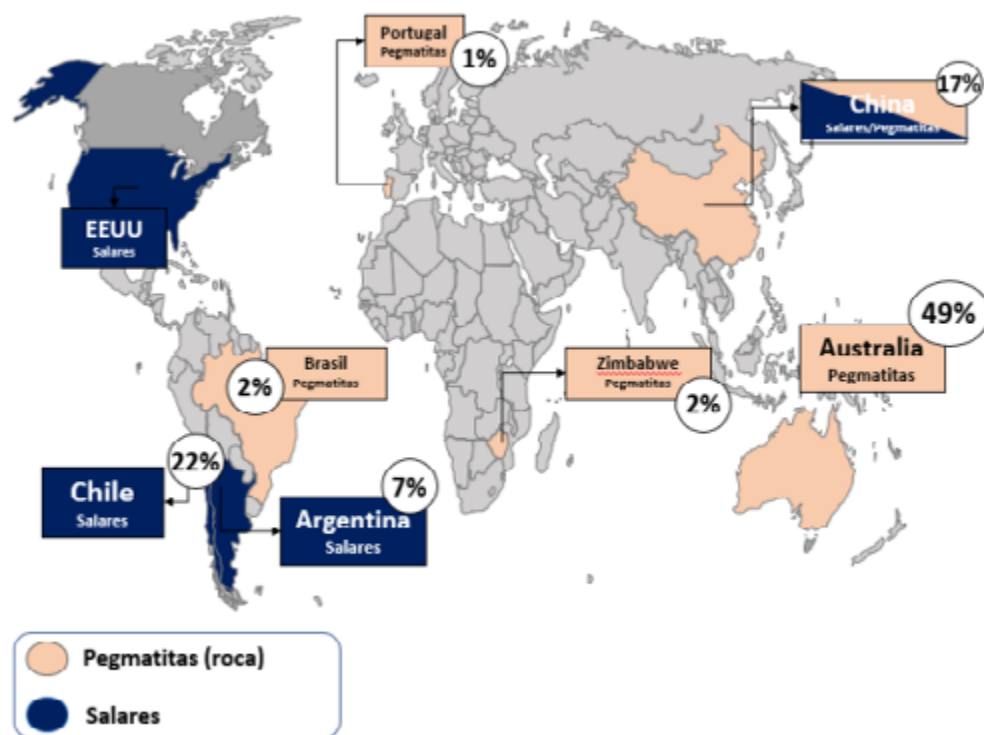 Portugal
Pegmatitas
1%
17%
China
Salares/Pegmatitas
EEUU
Salares
49%
Australia
Pegmatitas
Brasil
Pegmatitas
2%
Zimbabwe
Pegmatitas
2%
22%
Chile
Salares
7%
Argentina
Salares
Pegmatitas (roca)
Salares